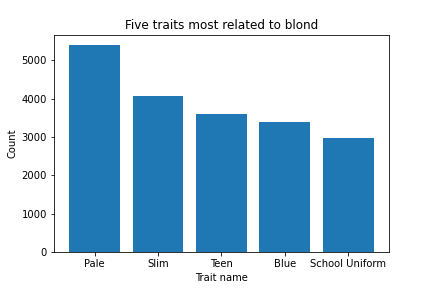 Five traits most related to blond
Count
5000
4000
3000
2000
1000
0
Pale Slim Teen Blue School Uniform
Trait name